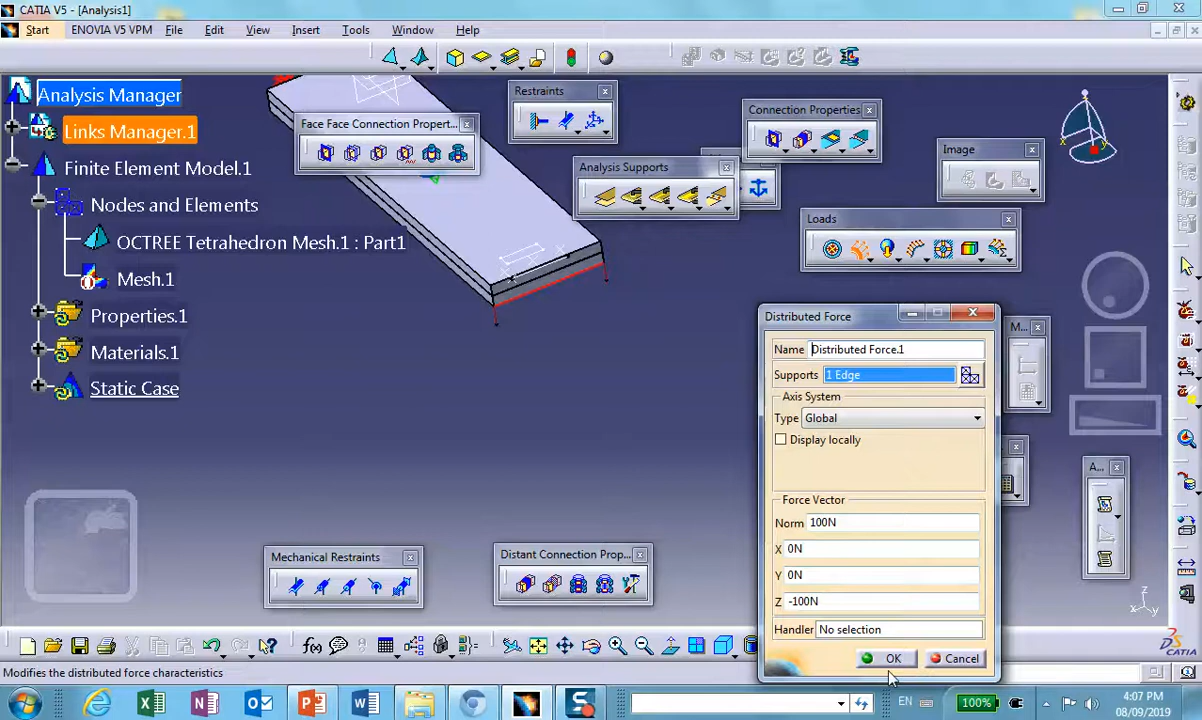 CATIA V5 - [Analysis1]
Start ENOVIA V5 VPM File Edit View Insert Tools Window Help
Analysis Manager
Links Manager.1
Finite Element Model.1
Nodes and Elements
OCTREE Tetrahedron Mesh.1 : Part1
Mesh.1
Properties.1
Materials.1
Static Case
Face Face Connection Propert...
Restraints
Connection Properties
Analysis Supports
Image
Loads
M...
A...
Mechanical Restraints
Distant Connection Prop...
Distributed Force
Name Distributed Force.1
Supports 1 Edge
Axis System
Type Global
Display locally
Force Vector
Norm 100N
X 0N
Y 0N
Z -100N
Handler No selection
OK Cancel
x y z
f(x)
DS CATIA
Modifies the distributed force characteristics
EN 100% 4:07 PM
08/09/2019